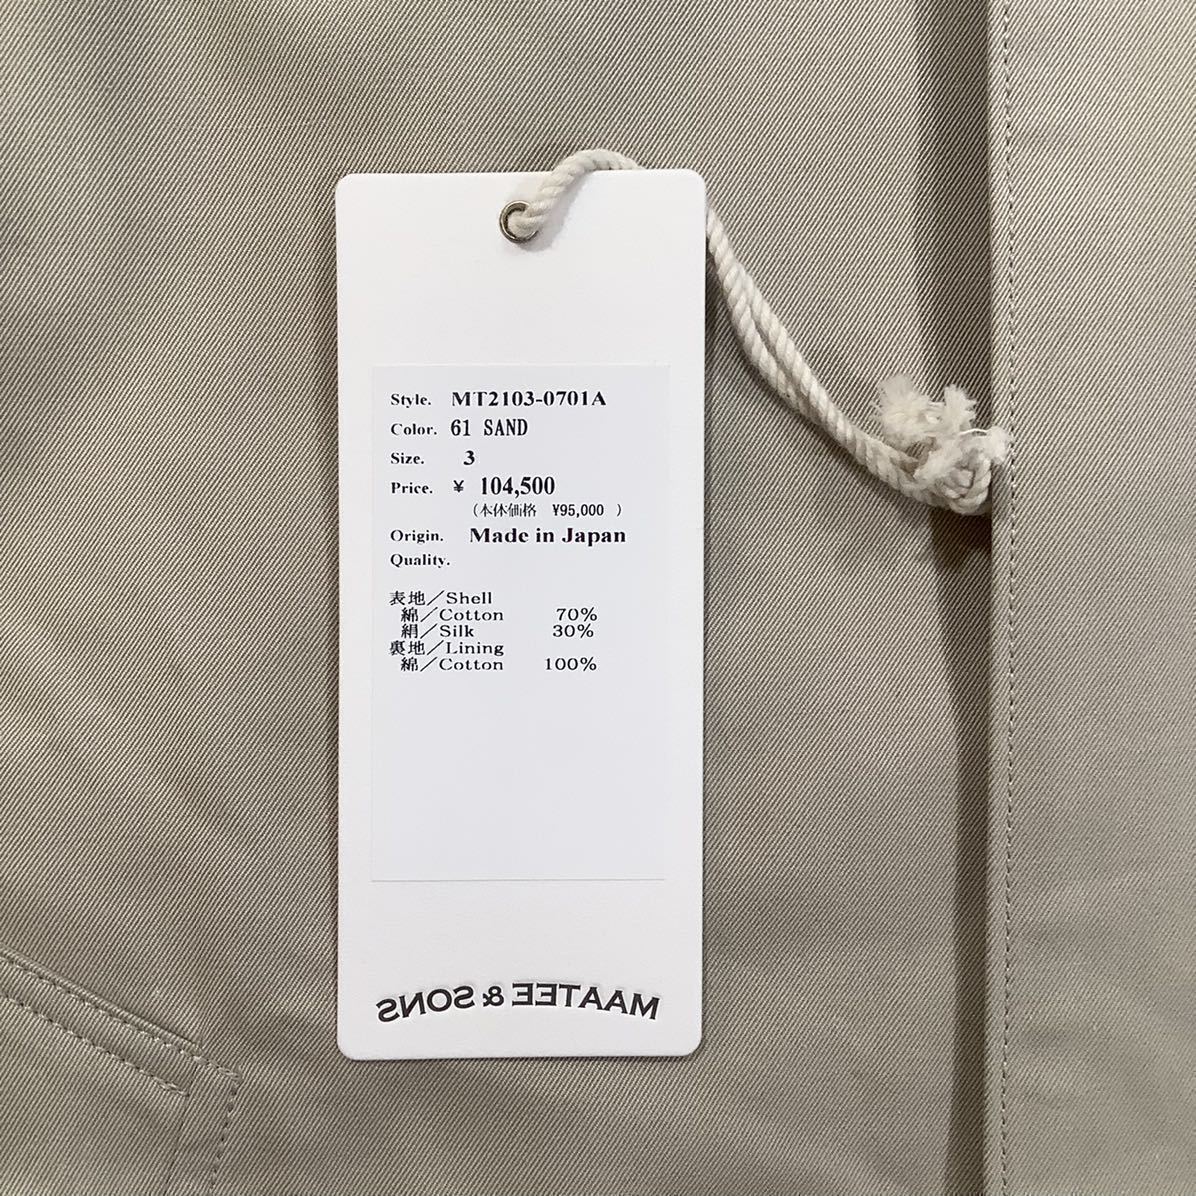 Style. MT2103-0701A
Color. 61 SAND
Size. 3
Price. ¥ 104,500
(本体価格 ¥95,000 )
Origin. Made in Japan
Quality.
表地/Shell
綿/Cotton 70%
絹/Silk 30%
裏地/Lining
綿/Cotton 100%
MAATEE & SONS